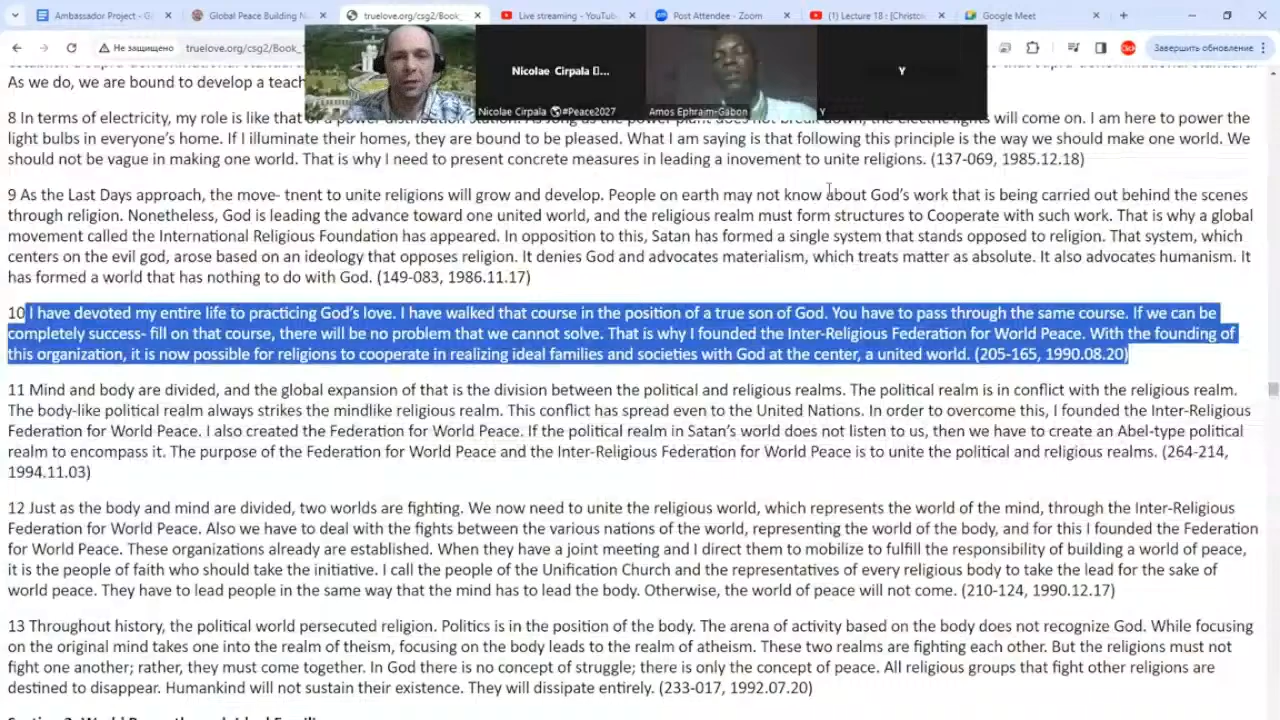 Ambassador Project - G
Global Peace Building N
truelove.org/csg2/Book_
Live streaming - YouTub
Post Attendee - Zoom
(1) Lecture 18 : [Christo
Google Meet
Не защищено
truelove.org/csg2/Book_1
Завершить обновление
Nicolae Cirpala
Nicolae Cirpala #Peace2027
Amos Ephraim-Gabon
Y
Y
As we do, we are bound to develop a teach
8 In terms of electricity, my role is like that of a power distribution station. As long as the power plant does not break down, the electric lights will come on. I am here to power the
light bulbs in everyone's home. If I illuminate their homes, they are bound to be pleased. What I am saying is that following this principle is the way we should make one world. We
should not be vague in making one world. That is why I need to present concrete measures in leading a inovement to unite religions. (137-069, 1985.12.18)
9 As the Last Days approach, the move- tnent to unite religions will grow and develop. People on earth may not know about God's work that is being carried out behind the scenes
through religion. Nonetheless, God is leading the advance toward one united world, and the religious realm must form structures to Cooperate with such work. That is why a global
movement called the International Religious Foundation has appeared. In opposition to this, Satan has formed a single system that stands opposed to religion. That system, which
centers on the evil god, arose based on an ideology that opposes religion. It denies God and advocates materialism, which treats matter as absolute. It also advocates humanism. It
has formed a world that has nothing to do with God. (149-083, 1986.11.17)
10 I have devoted my entire life to practicing God's love. I have walked that course in the position of a true son of God. You have to pass through the same course. If we can be
completely success- fill on that course, there will be no problem that we cannot solve. That is why I founded the Inter-Religious Federation for World Peace. With the founding of
this organization, it is now possible for religions to cooperate in realizing ideal families and societies with God at the center, a united world. (205-165, 1990.08.20)
11 Mind and body are divided, and the global expansion of that is the division between the political and religious realms. The political realm is in conflict with the religious realm.
The body-like political realm always strikes the mindlike religious realm. This conflict has spread even to the United Nations. In order to overcome this, I founded the Inter-Religious
Federation for World Peace. I also created the Federation for World Peace. If the political realm in Satan's world does not listen to us, then we have to create an Abel-type political
realm to encompass it. The purpose of the Federation for World Peace and the Inter-Religious Federation for World Peace is to unite the political and religious realms. (264-214,
1994.11.03)
12 Just as the body and mind are divided, two worlds are fighting. We now need to unite the religious world, which represents the world of the mind, through the Inter-Religious
Federation for World Peace. Also we have to deal with the fights between the various nations of the world, representing the world of the body, and for this I founded the Federation
for World Peace. These organizations already are established. When they have a joint meeting and I direct them to mobilize to fulfill the responsibility of building a world of peace,
it is the people of faith who should take the initiative. I call the people of the Unification Church and the representatives of every religious body to take the lead for the sake of
world peace. They have to lead people in the same way that the mind has to lead the body. Otherwise, the world of peace will not come. (210-124, 1990.12.17)
13 Throughout history, the political world persecuted religion. Politics is in the position of the body. The arena of activity based on the body does not recognize God. While focusing
on the original mind takes one into the realm of theism, focusing on the body leads to the realm of atheism. These two realms are fighting each other. But the religions must not
fight one another; rather, they must come together. In God there is no concept of struggle; there is only the concept of peace. All religious groups that fight other religions are
destined to disappear. Humankind will not sustain their existence. They will dissipate entirely. (233-017, 1992.07.20)